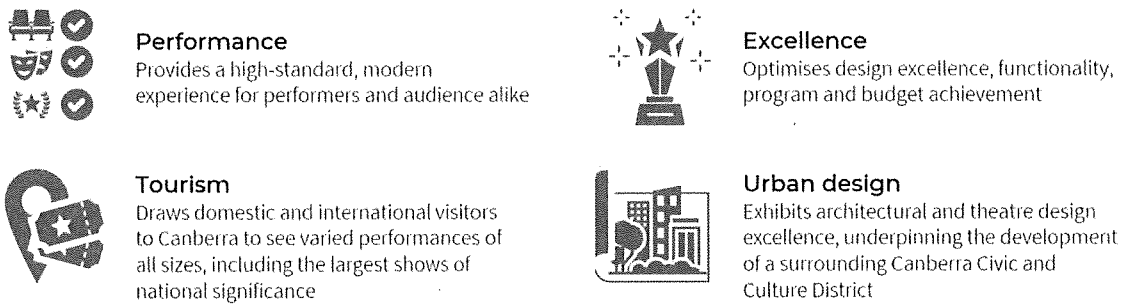 Performance
Provides a high-standard, modern
experience for performers and audience alike
Excellence
Optimises design excellence, functionality,
program and budget achievement
Tourism
Draws domestic and international visitors
to Canberra to see varied performances of
all sizes, including the largest shows of
national significance
Urban design
Exhibits architectural and theatre design
excellence, underpinning the development
of a surrounding Canberra Civic and
Culture District